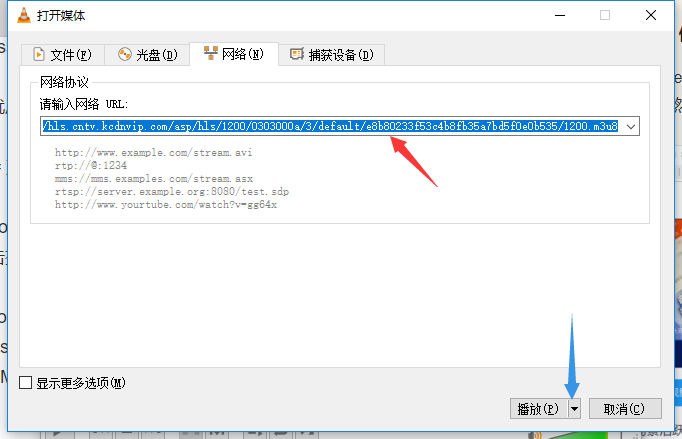 打开媒体
文件(F) 光盘(D) 网络(N) 捕获设备(D)
网络协议
请输入网络 URL:
/hls.cntv.kcdnvip.com/asp/hls/1200/0303000a/3/default/e8b80233f53c4b8fb35a7bd5f0e0b535/1200.m3u8
http://www.example.com/stream.avi
rtp://@:1234
mms://mms.examples.com/stream.asx
rtsp://server.example.org:8080/test.sdp
http://www.yourtube.com/watch?v=gg64x
显示更多选项(M)
播放(P) 取消(C)